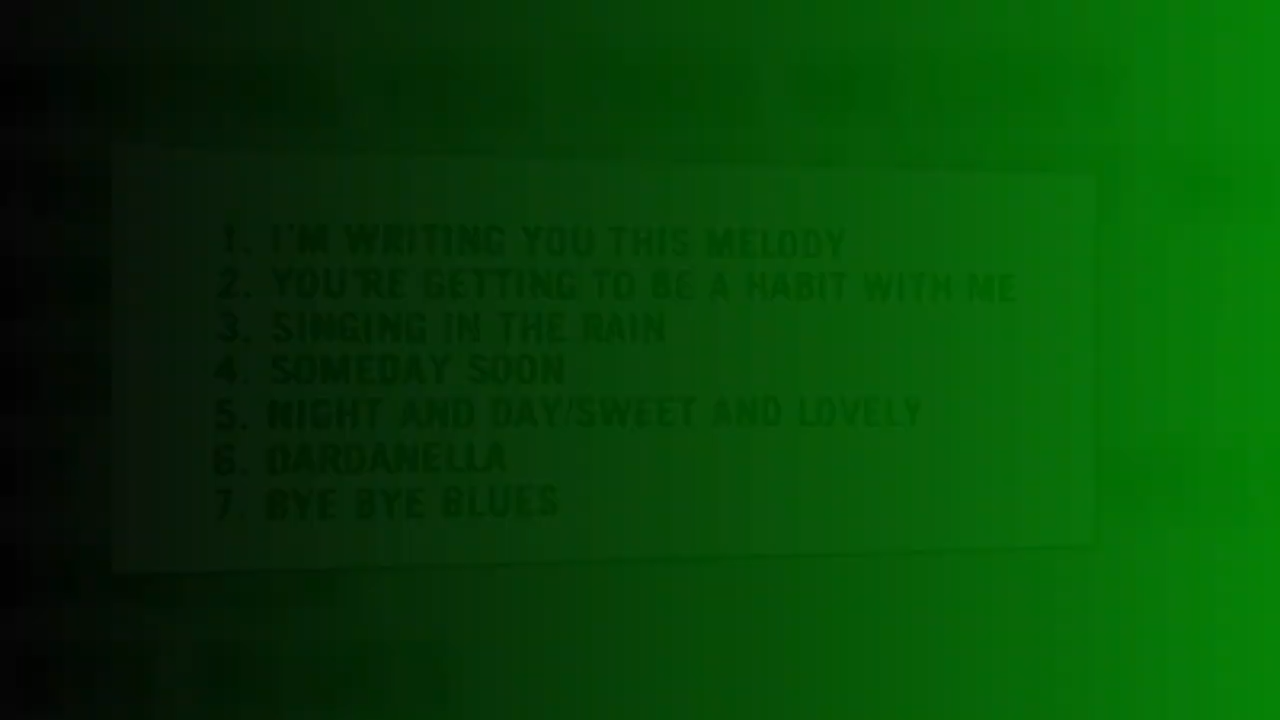 1. I'M WRITING YOU THIS MELODY
2. YOU'RE GETTING TO BE A HABIT WITH ME
3. SINGING IN THE RAIN
4. SOMEDAY SOON
5. NIGHT AND DAY/SWEET AND LOVELY
6. DARDANELLA
7. BYE BYE BLUES